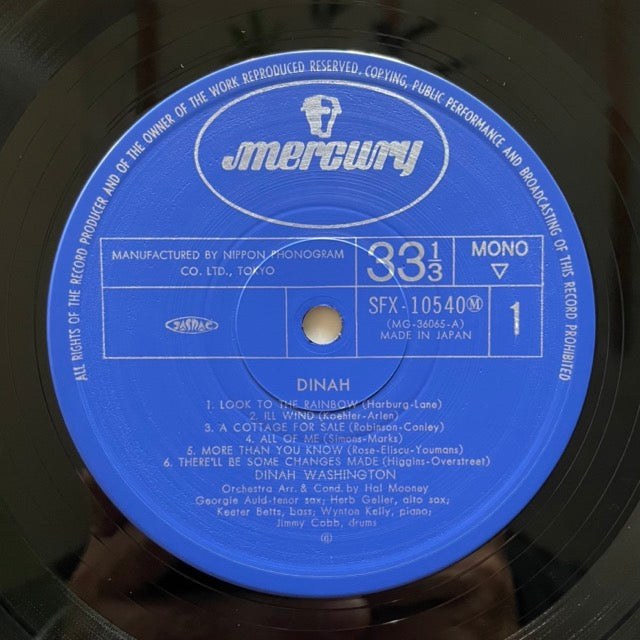 ALL RIGHTS OF THE RECORD PRODUCER AND OF THE OWNER OF THE WORK REPRODUCED RESERVED, COPYING, PUBLIC PERFORMANCE AND BROADCASTING OF THIS RECORD PROHIBITED
mercury
MANUFACTURED BY NIPPON PHONOGRAM
CO. LTD., TOKYO
33 1/3
MONO
▽
JASRAC
SFX-10540 Ⓜ
(MG-36065-A)
MADE IN JAPAN
1
DINAH
1. LOOK TO THE RAINBOW (Harburg-Lane)
2. ILL WIND (Koehler-Arlen)
3. A COTTAGE FOR SALE (Robinson-Conley)
4. ALL OF ME (Simons-Marks)
5. MORE THAN YOU KNOW (Rose-Eliscu-Youmans)
6. THERE'LL BE SOME CHANGES MADE (Higgins-Overstreet)
DINAH WASHINGTON
Orchestra Arr. & Cond. by Hal Mooney
Georgie Auld-tenor sax; Herb Geller, alto sax;
Keeter Betts, bass; Wynton Kelly, piano;
Jimmy Cobb, drums